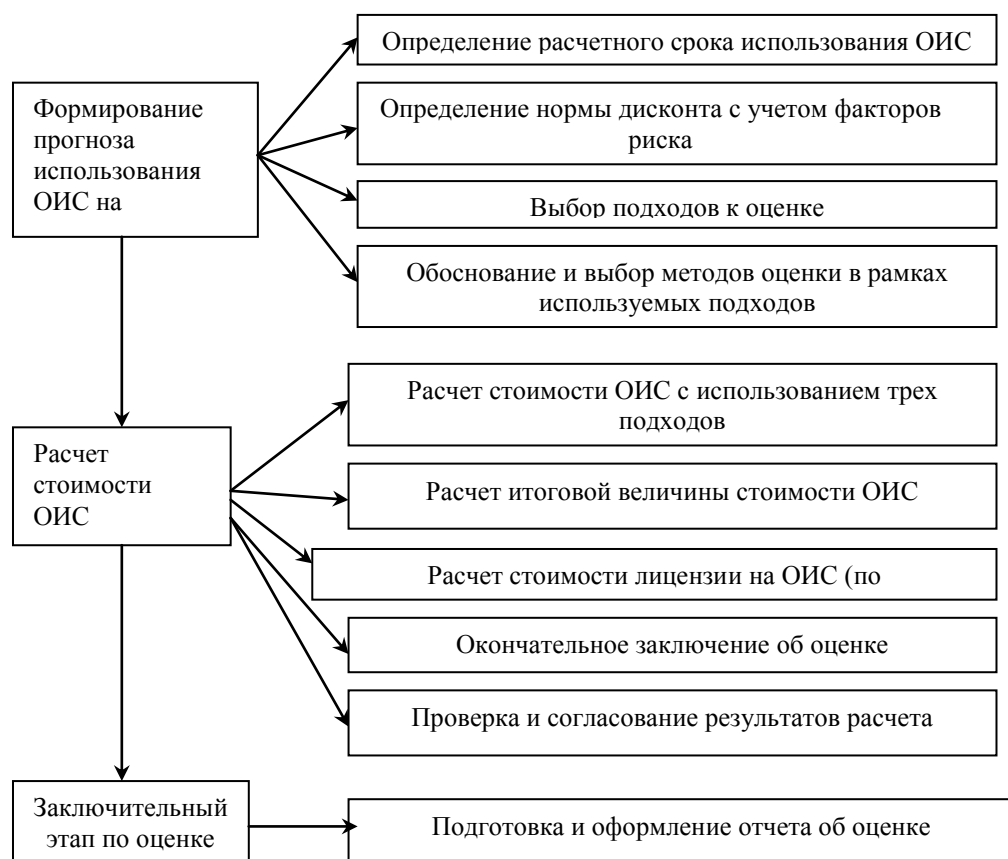 Определение расчетного срока использования ОИС
Формирование
прогноза
использования
ОИС на
Определение нормы дисконта с учетом факторов
риска
Выбор подходов к оценке
Обоснование и выбор методов оценки в рамках
используемых подходов
Расчет стоимости ОИС с использованием трех
подходов
Расчет
стоимости
ОИС
Расчет итоговой величины стоимости ОИС
Расчет стоимости лицензии на ОИС (по
Окончательное заключение об оценке
Проверка и согласование результатов расчета
Заключительный
этап по оценке
Подготовка и оформление отчета об оценке